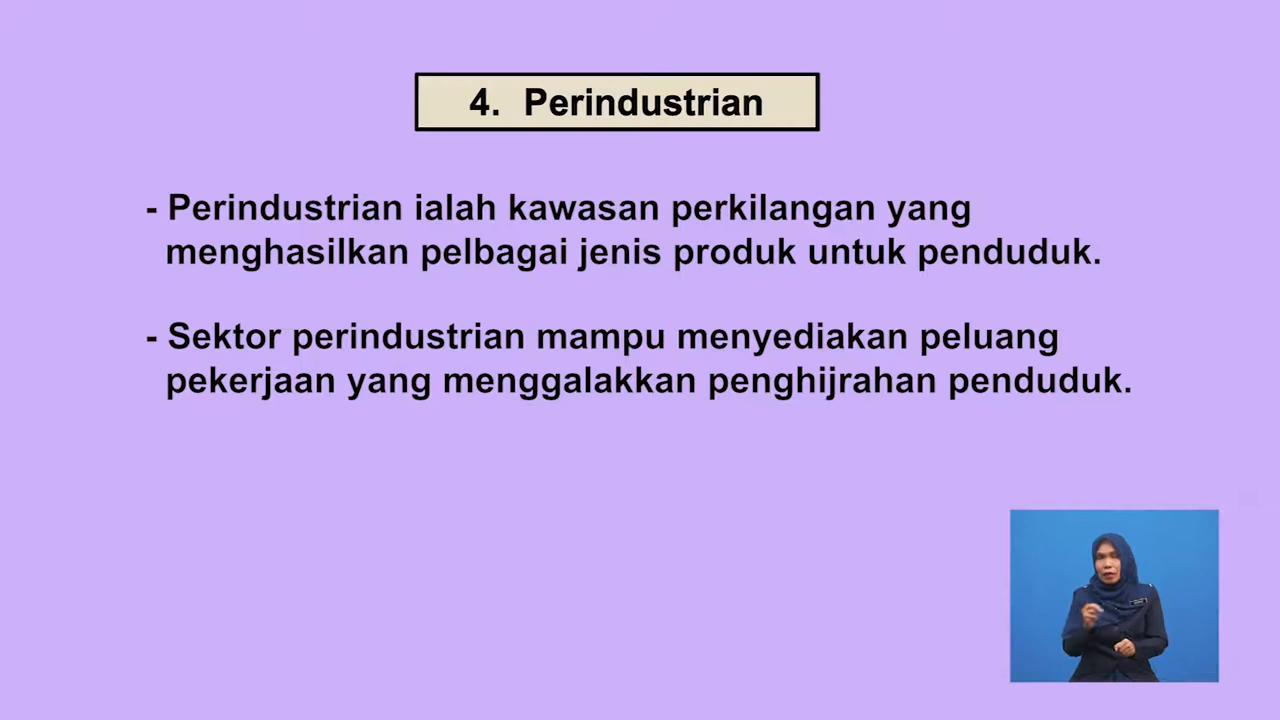 4. Perindustrian
- Perindustrian ialah kawasan perkilangan yang
menghasilkan pelbagai jenis produk untuk penduduk.
- Sektor perindustrian mampu menyediakan peluang
pekerjaan yang menggalakkan penghijrahan penduduk.